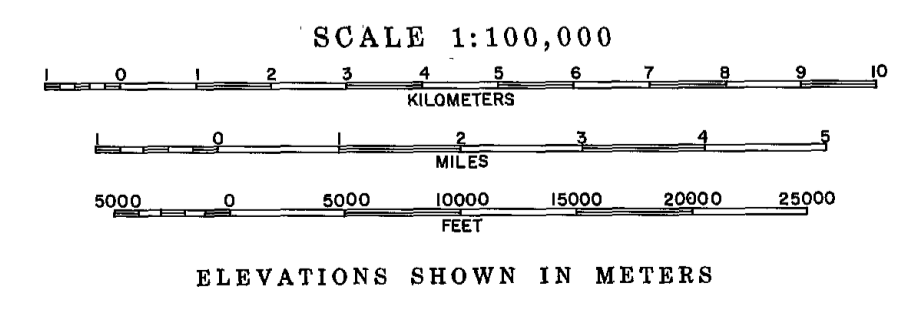 SCALE 1:100,000
1 0 1 2 3 4 5 6 7 8 9 10
KILOMETERS
1 0 1 2 3 4 5
MILES
5000 0 5000 10000 15000 20000 25000
FEET
ELEVATIONS SHOWN IN METERS